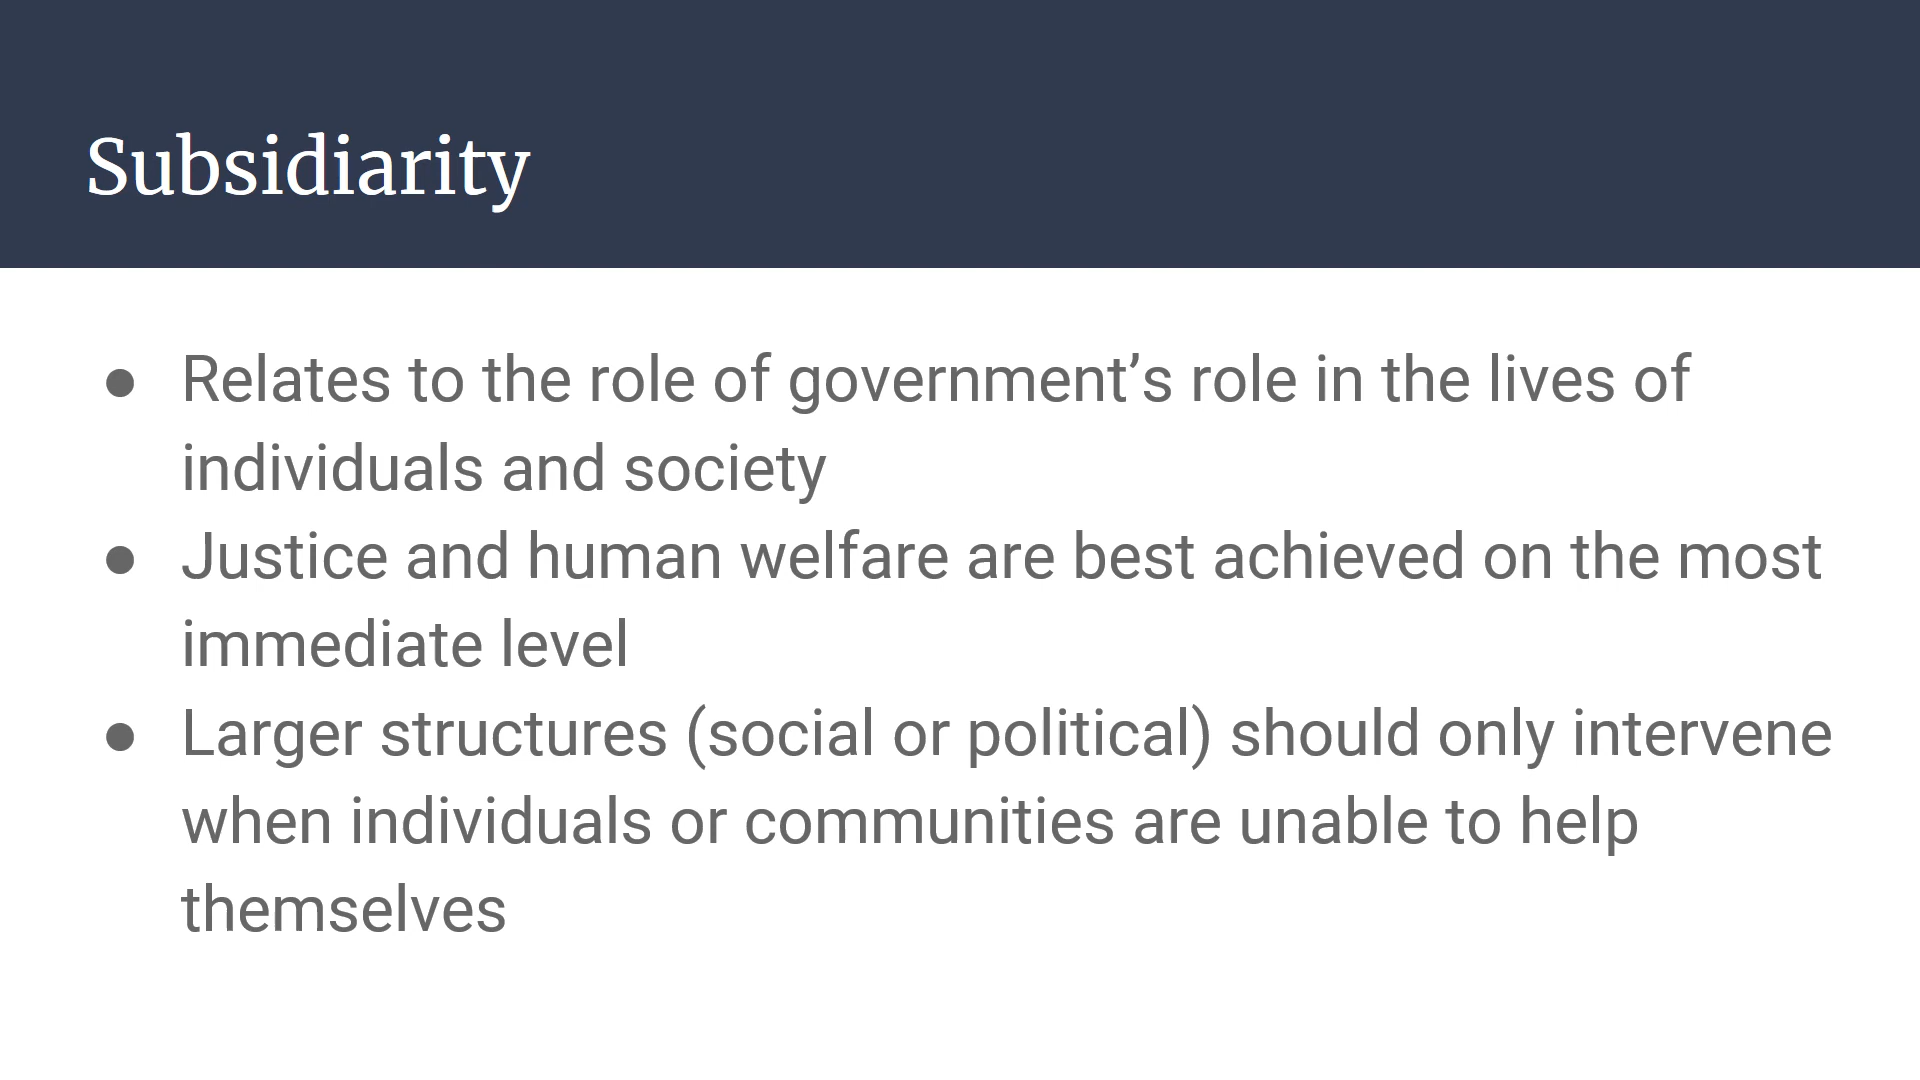 Subsidiarity
● Relates to the role of government’s role in the lives of
individuals and society
● Justice and human welfare are best achieved on the most
immediate level
● Larger structures (social or political) should only intervene
when individuals or communities are unable to help
themselves